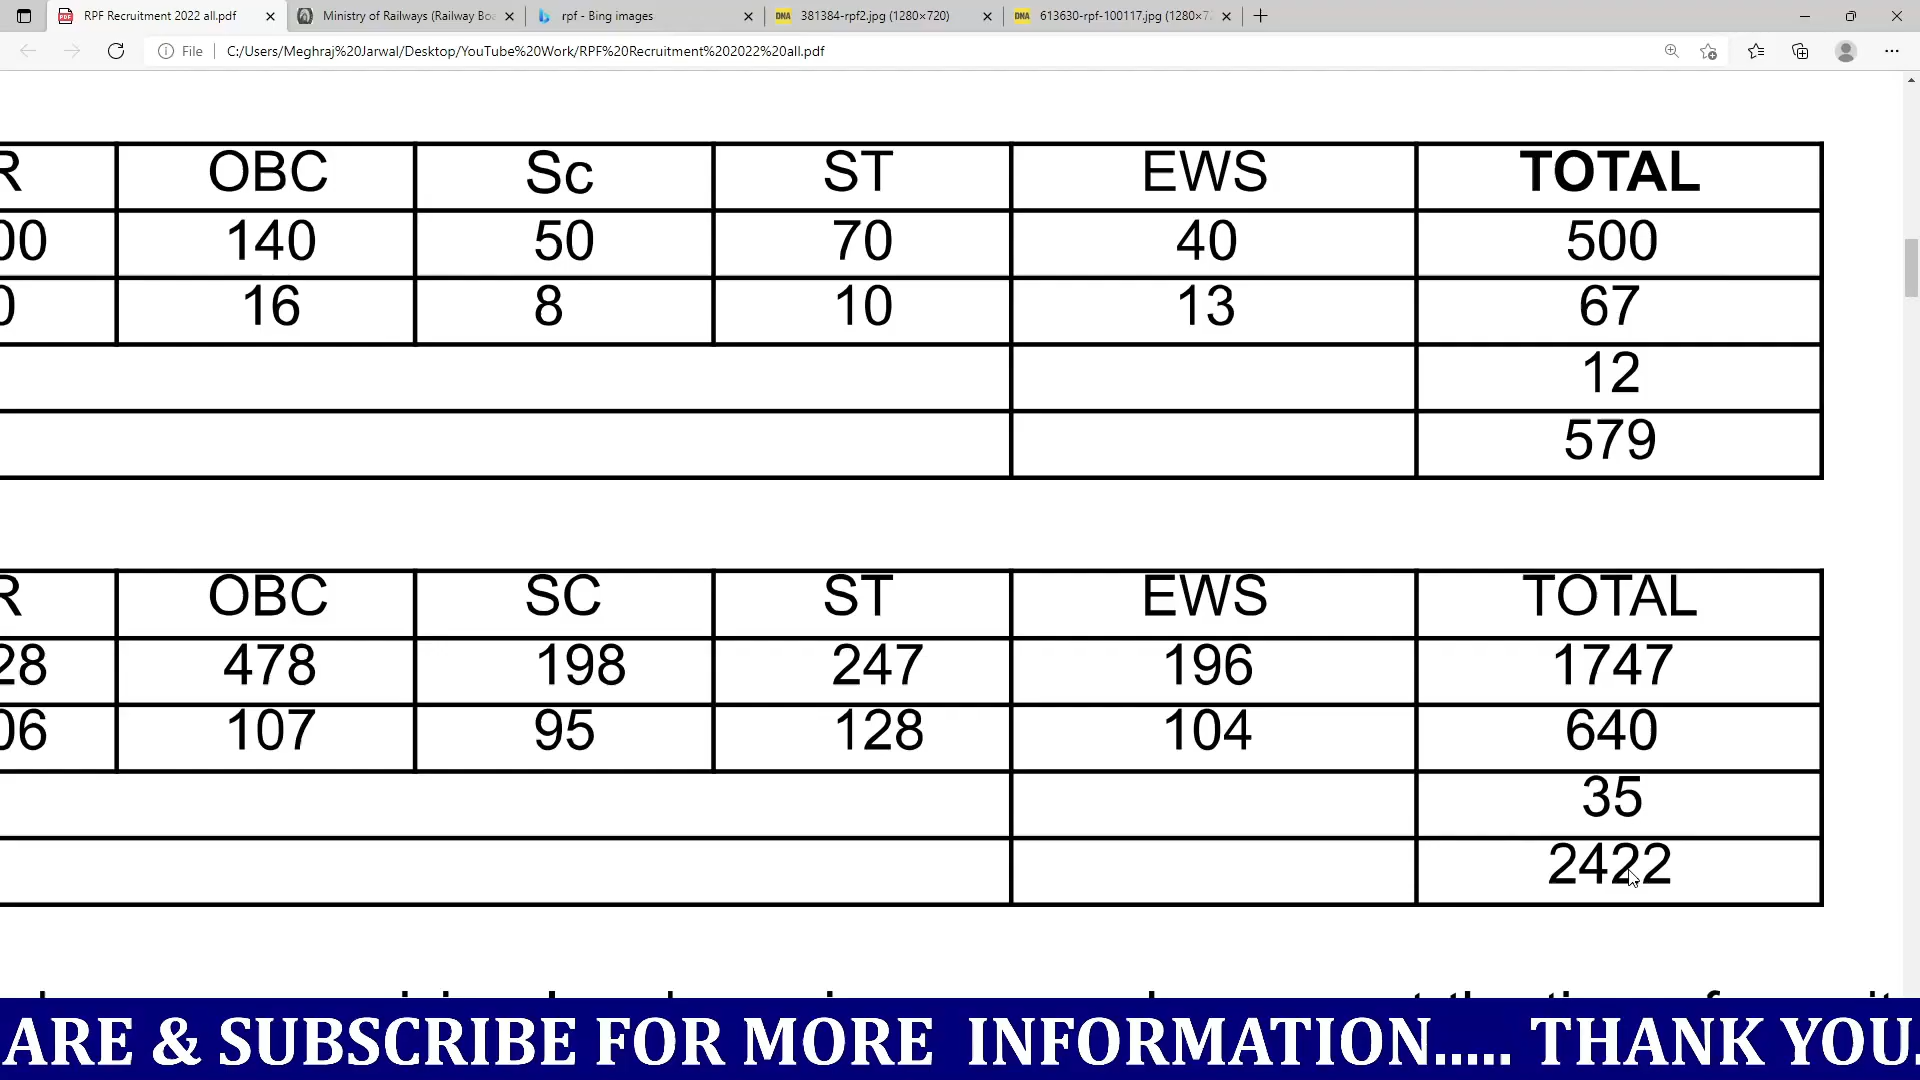 RPF Recruitment 2022 all.pdf
Ministry of Railways (Railway Boa
rpf - Bing images
381384-rpf2.jpg (1280×720)
613630-rpf-100117.jpg (1280×7
File C:/Users/Meghraj%20Jarwal/Desktop/YouTube%20Work/RPF%20Recruitment%202022%20all.pdf
R OBC Sc ST EWS TOTAL
00 140 50 70 40 500
0 16 8 10 13 67
12
579
R OBC SC ST EWS TOTAL
28 478 198 247 196 1747
06 107 95 128 104 640
35
2422
ARE & SUBSCRIBE FOR MORE INFORMATION..... THANK YOU.